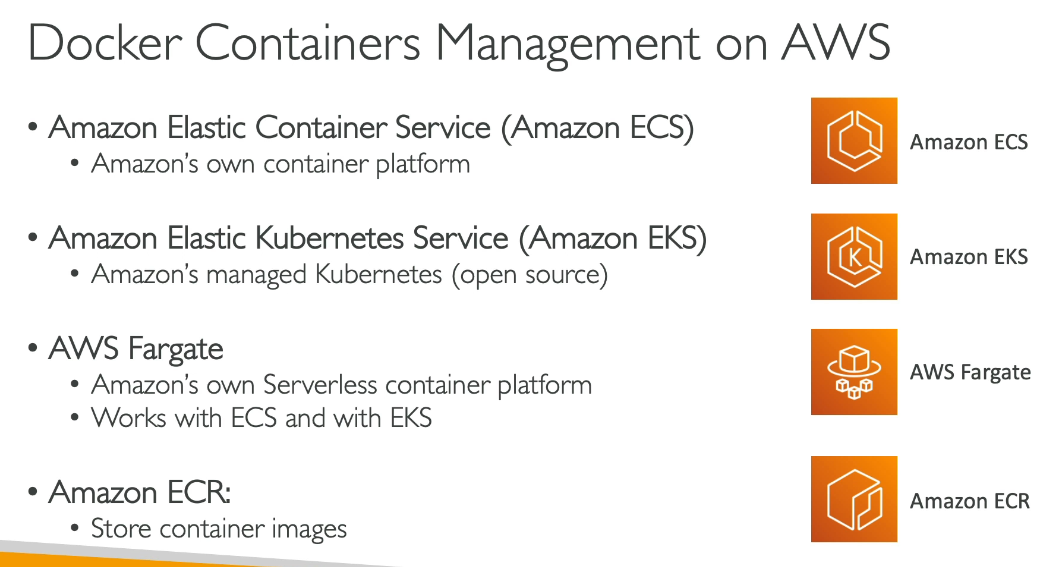 Docker Containers Management on AWS
• Amazon Elastic Container Service (Amazon ECS)
• Amazon's own container platform
• Amazon Elastic Kubernetes Service (Amazon EKS)
• Amazon's managed Kubernetes (open source)
• AWS Fargate
• Amazon's own Serverless container platform
• Works with ECS and with EKS
• Amazon ECR:
• Store container images
Amazon ECS
K
Amazon EKS
AWS Fargate
Amazon ECR